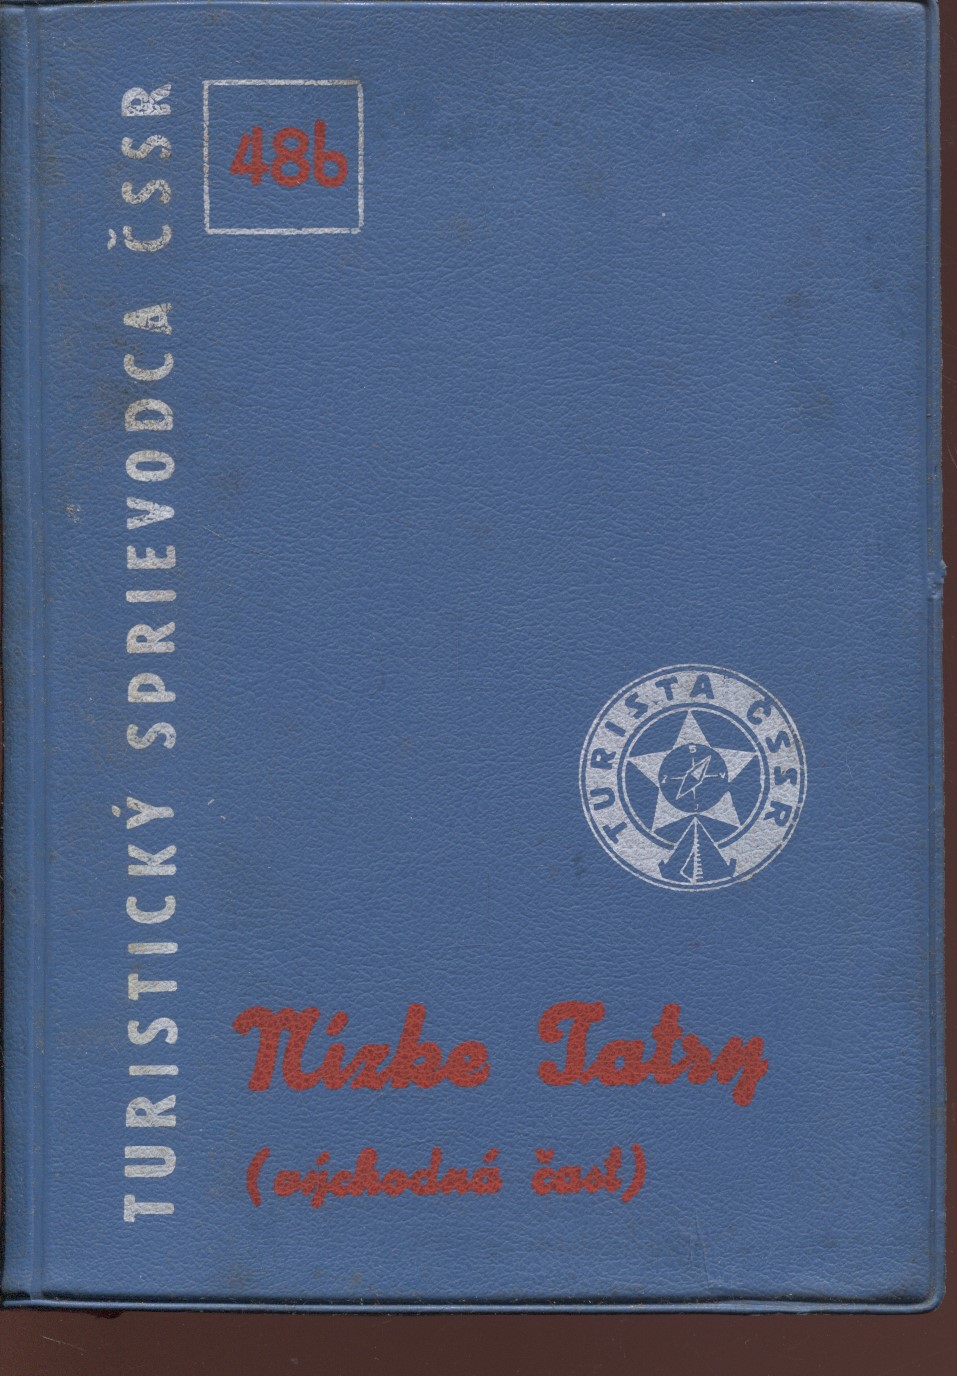 TURISTICKÝ SPRIEVODCA ČSSR
48b
TURISTA ČSSR
S
Z V
J
Nízke Tatry
(východná časť)